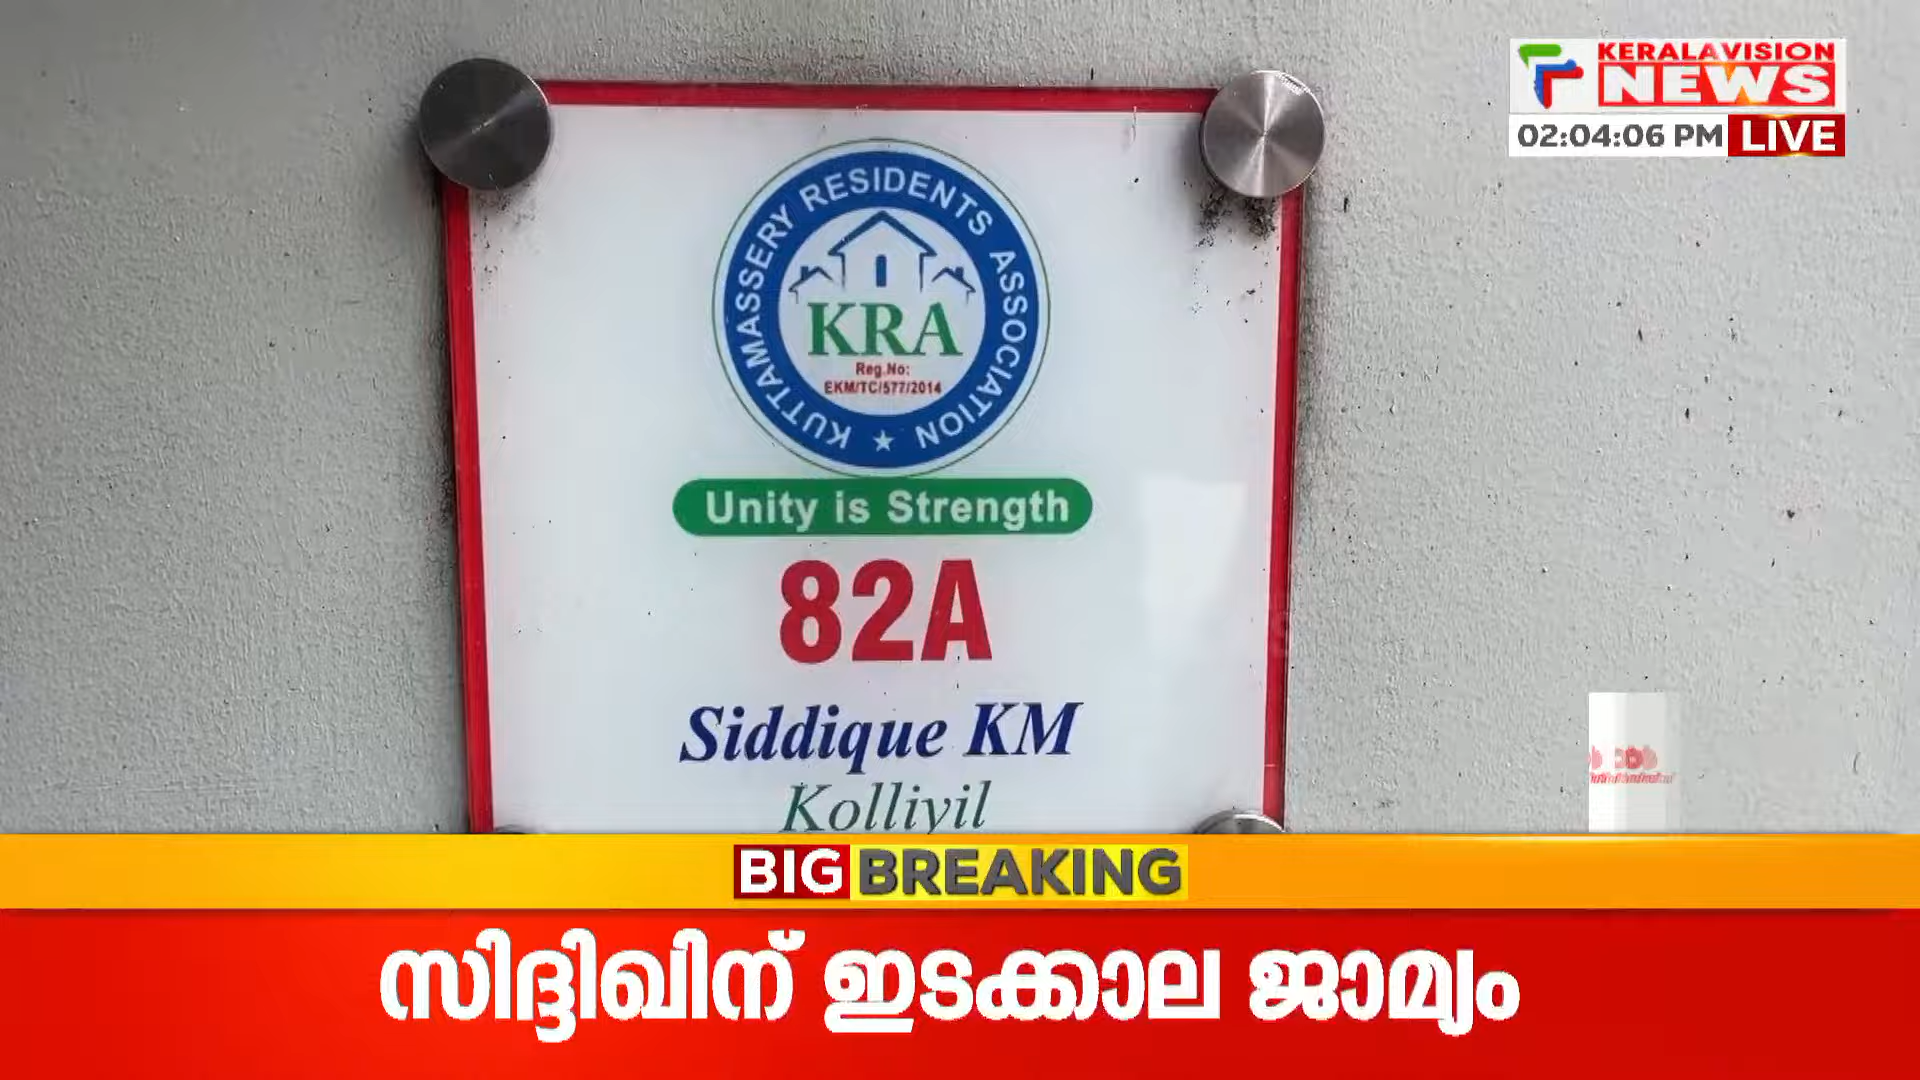 KERALAVISION
NEWS
02:04:06 PM LIVE
KUTTAMASSERY RESIDENTS ASSOCIATION
KRA
Reg.No:
EKM/TC/577/2014
Unity is Strength
82A
Siddique KM
Kolliyil
BIG BREAKING
സിദ്ദിഖിന് ഇടക്കാല ജാമ്യം